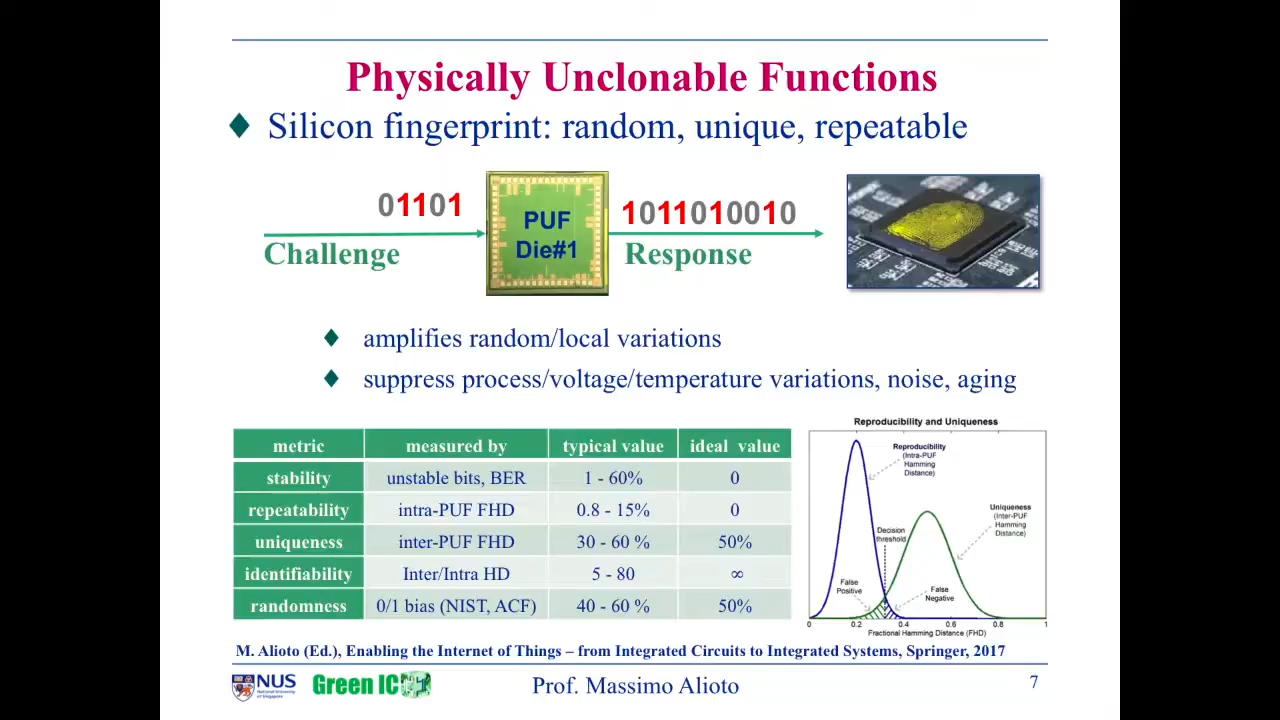 Physically Unclonable Functions
Silicon fingerprint: random, unique, repeatable
01101
PUF
Die#1
1011010010
Challenge
Response
amplifies random/local variations
suppress process/voltage/temperature variations, noise, aging
metric measured by typical value ideal value
stability unstable bits, BER 1 - 60% 0
repeatability intra-PUF FHD 0.8 - 15% 0
uniqueness inter-PUF FHD 30 - 60 % 50%
identifiability Inter/Intra HD 5 - 80 ∞
randomness 0/1 bias (NIST, ACF) 40 - 60 % 50%
Reproducibility and Uniqueness
Reproducibility
(Intra-PUF
Hamming
Distance)
Uniqueness
(Inter-PUF
Hamming
Distance)
Decision
threshold
False
Positive
False
Negative
0 0.2 0.4 0.6 0.8 1
Fractional Hamming Distance (FHD)
M. Alioto (Ed.), Enabling the Internet of Things – from Integrated Circuits to Integrated Systems, Springer, 2017
NUS
National University
of Singapore
Green IC
Prof. Massimo Alioto
7